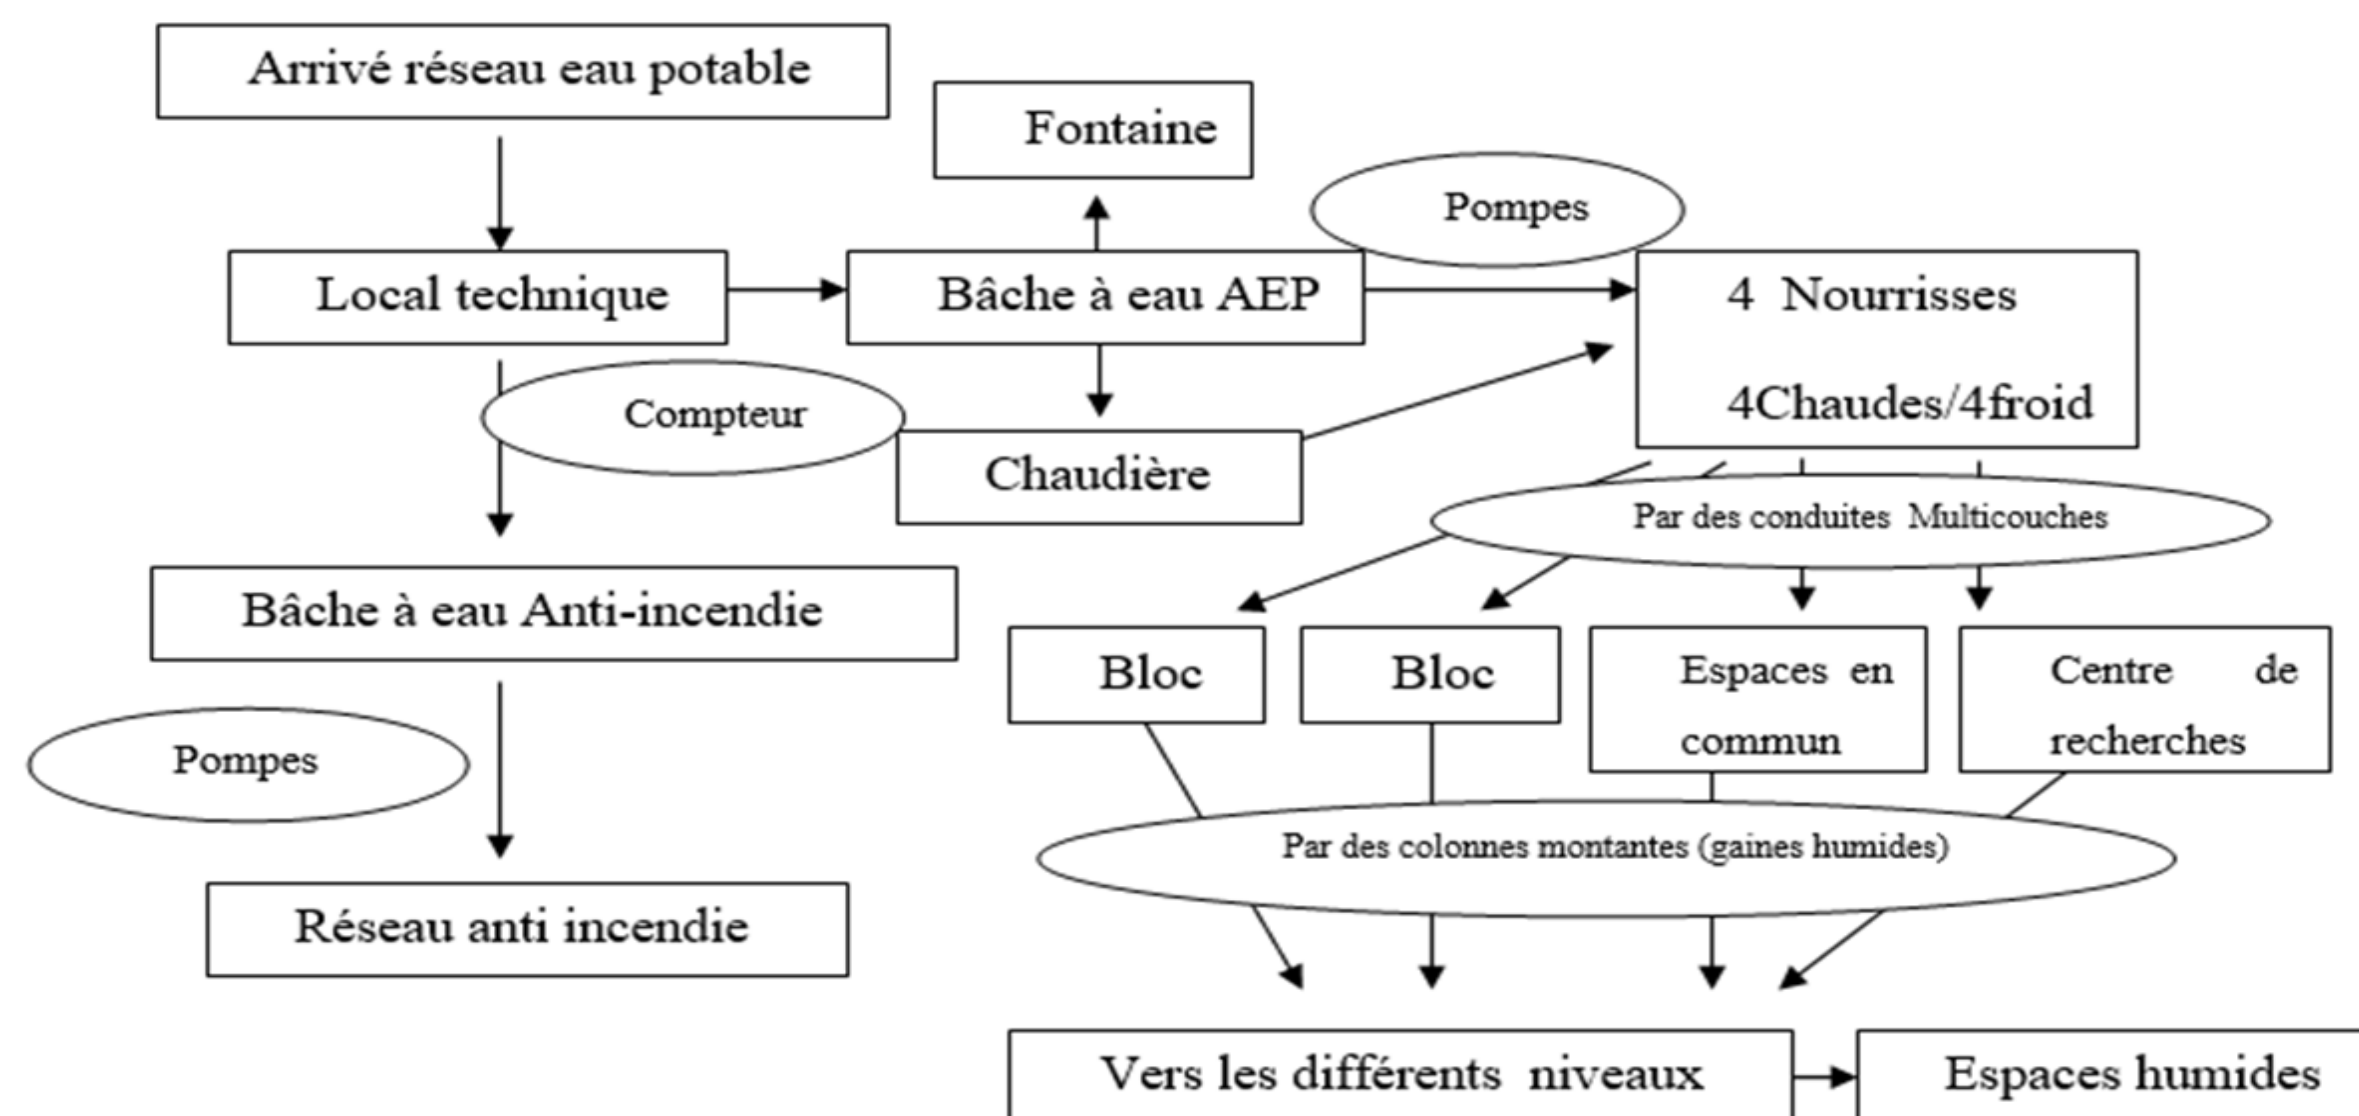 Arrivé réseau eau potable
Fontaine
Pompes
Local technique
Bâche à eau AEP
4 Nourrisses
4Chaudes/4froid
Compteur
Chaudière
Par des conduites Multicouches
Bâche à eau Anti-incendie
Bloc
Bloc
Espaces en
commun
Centre de
recherches
Pompes
Par des colonnes montantes (gaines humides)
Réseau anti incendie
Vers les différents niveaux
Espaces humides